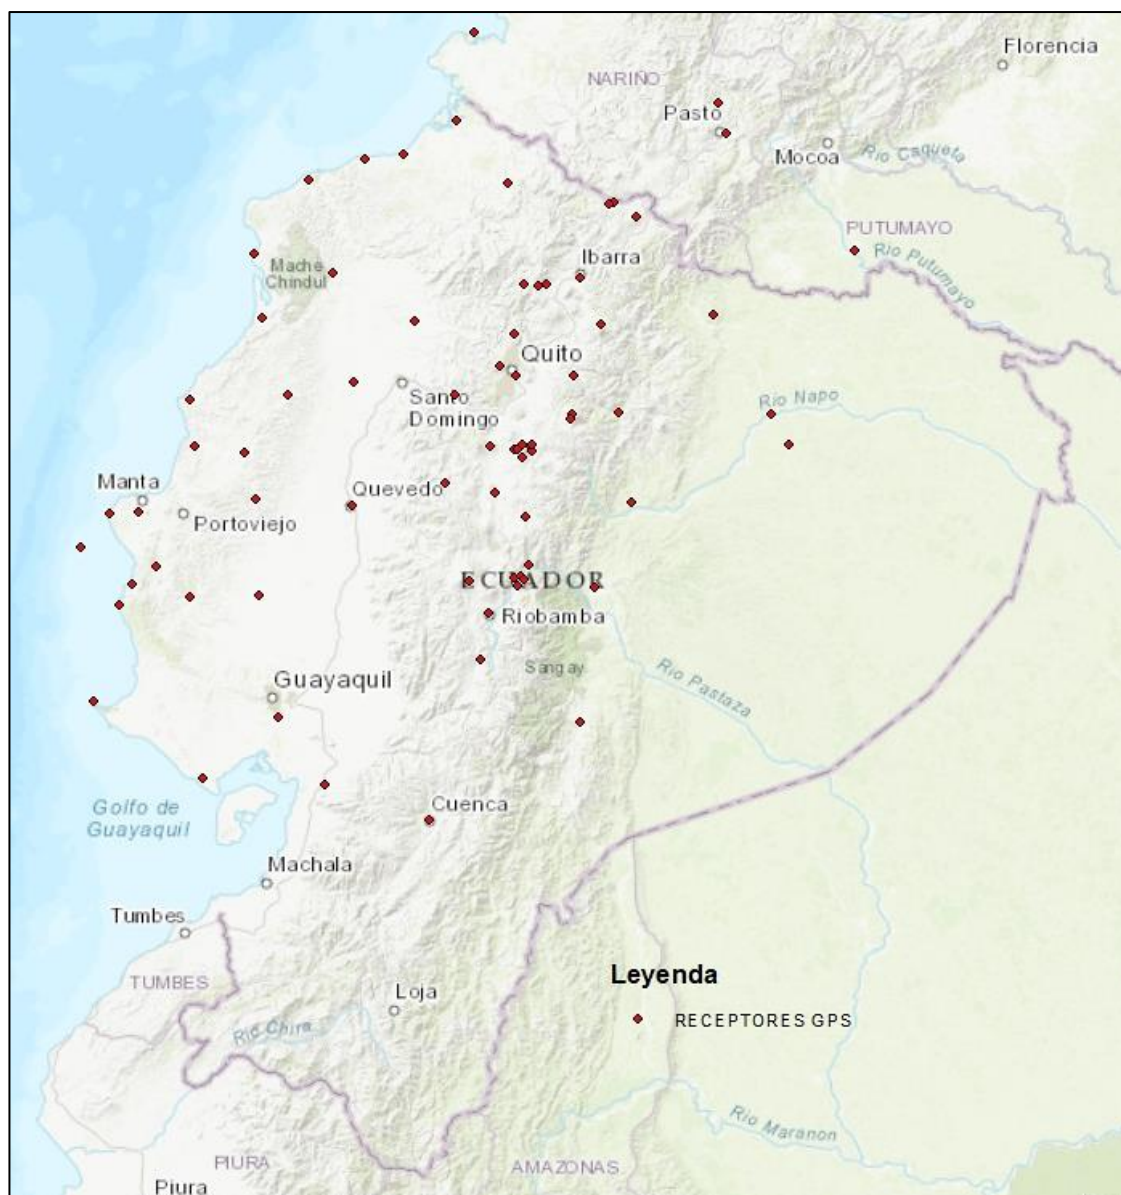 Florencia
NARIÑO
Pasto
Mocoa
Rio Caqueta
PUTUMAYO
Rio Putumayo
Ibarra
Mache
Chindul
Quito
Santo
Domingo
Rio Napo
Manta
Quevedo
Portoviejo
ECUADOR
Riobamba
Sangay
Rio Pastaza
Guayaquil
Golfo de
Guayaquil
Cuenca
Machala
Tumbes
TUMBES
Leyenda
Loja
RECEPTORES GPS
Rio Chira
Rio Maranon
PIURA
AMAZONAS
Piura